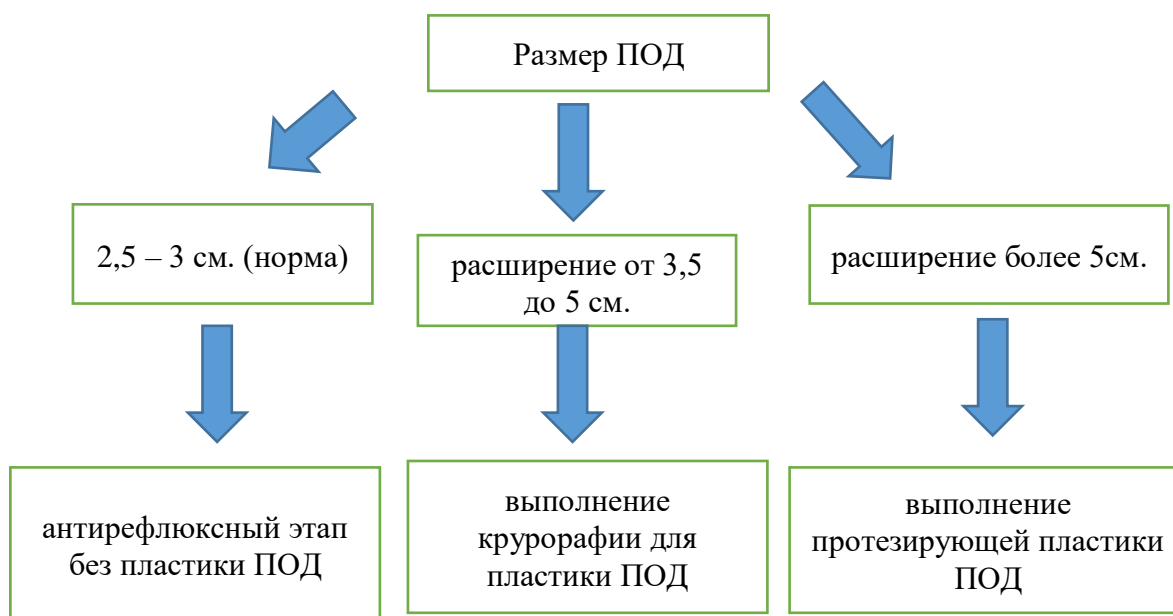 Размер ПОД
2,5 – 3 см. (норма)
расширение от 3,5
до 5 см.
расширение более 5см.
антирефлюксный этап
без пластики ПОД
выполнение
крурорафии для
пластики ПОД
выполнение
протезирующей пластики
ПОД